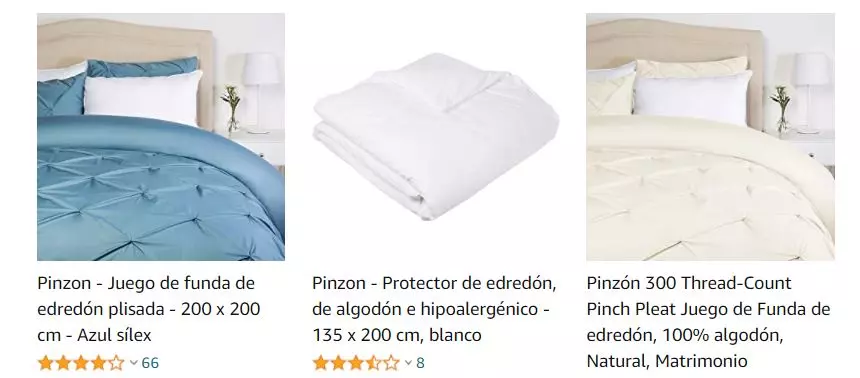 Pinzon - Juego de funda de
edredón plisada - 200 x 200
cm - Azul sílex
66
Pinzon - Protector de edredón,
de algodón e hipoalergénico -
135 x 200 cm, blanco
8
Pinzón 300 Thread-Count
Pinch Pleat Juego de Funda de
edredón, 100% algodón,
Natural, Matrimonio